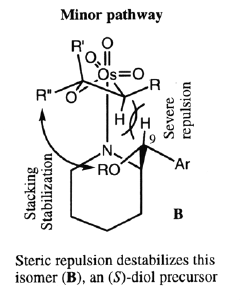 Minor pathway
O
R'
O
Os=O
R"
O
R
H
Severe
repulsion
H
9
N
RO
Ar
Stacking
Stabilization
B
Steric repulsion destabilizes this
isomer (B), an (S)-diol precursor